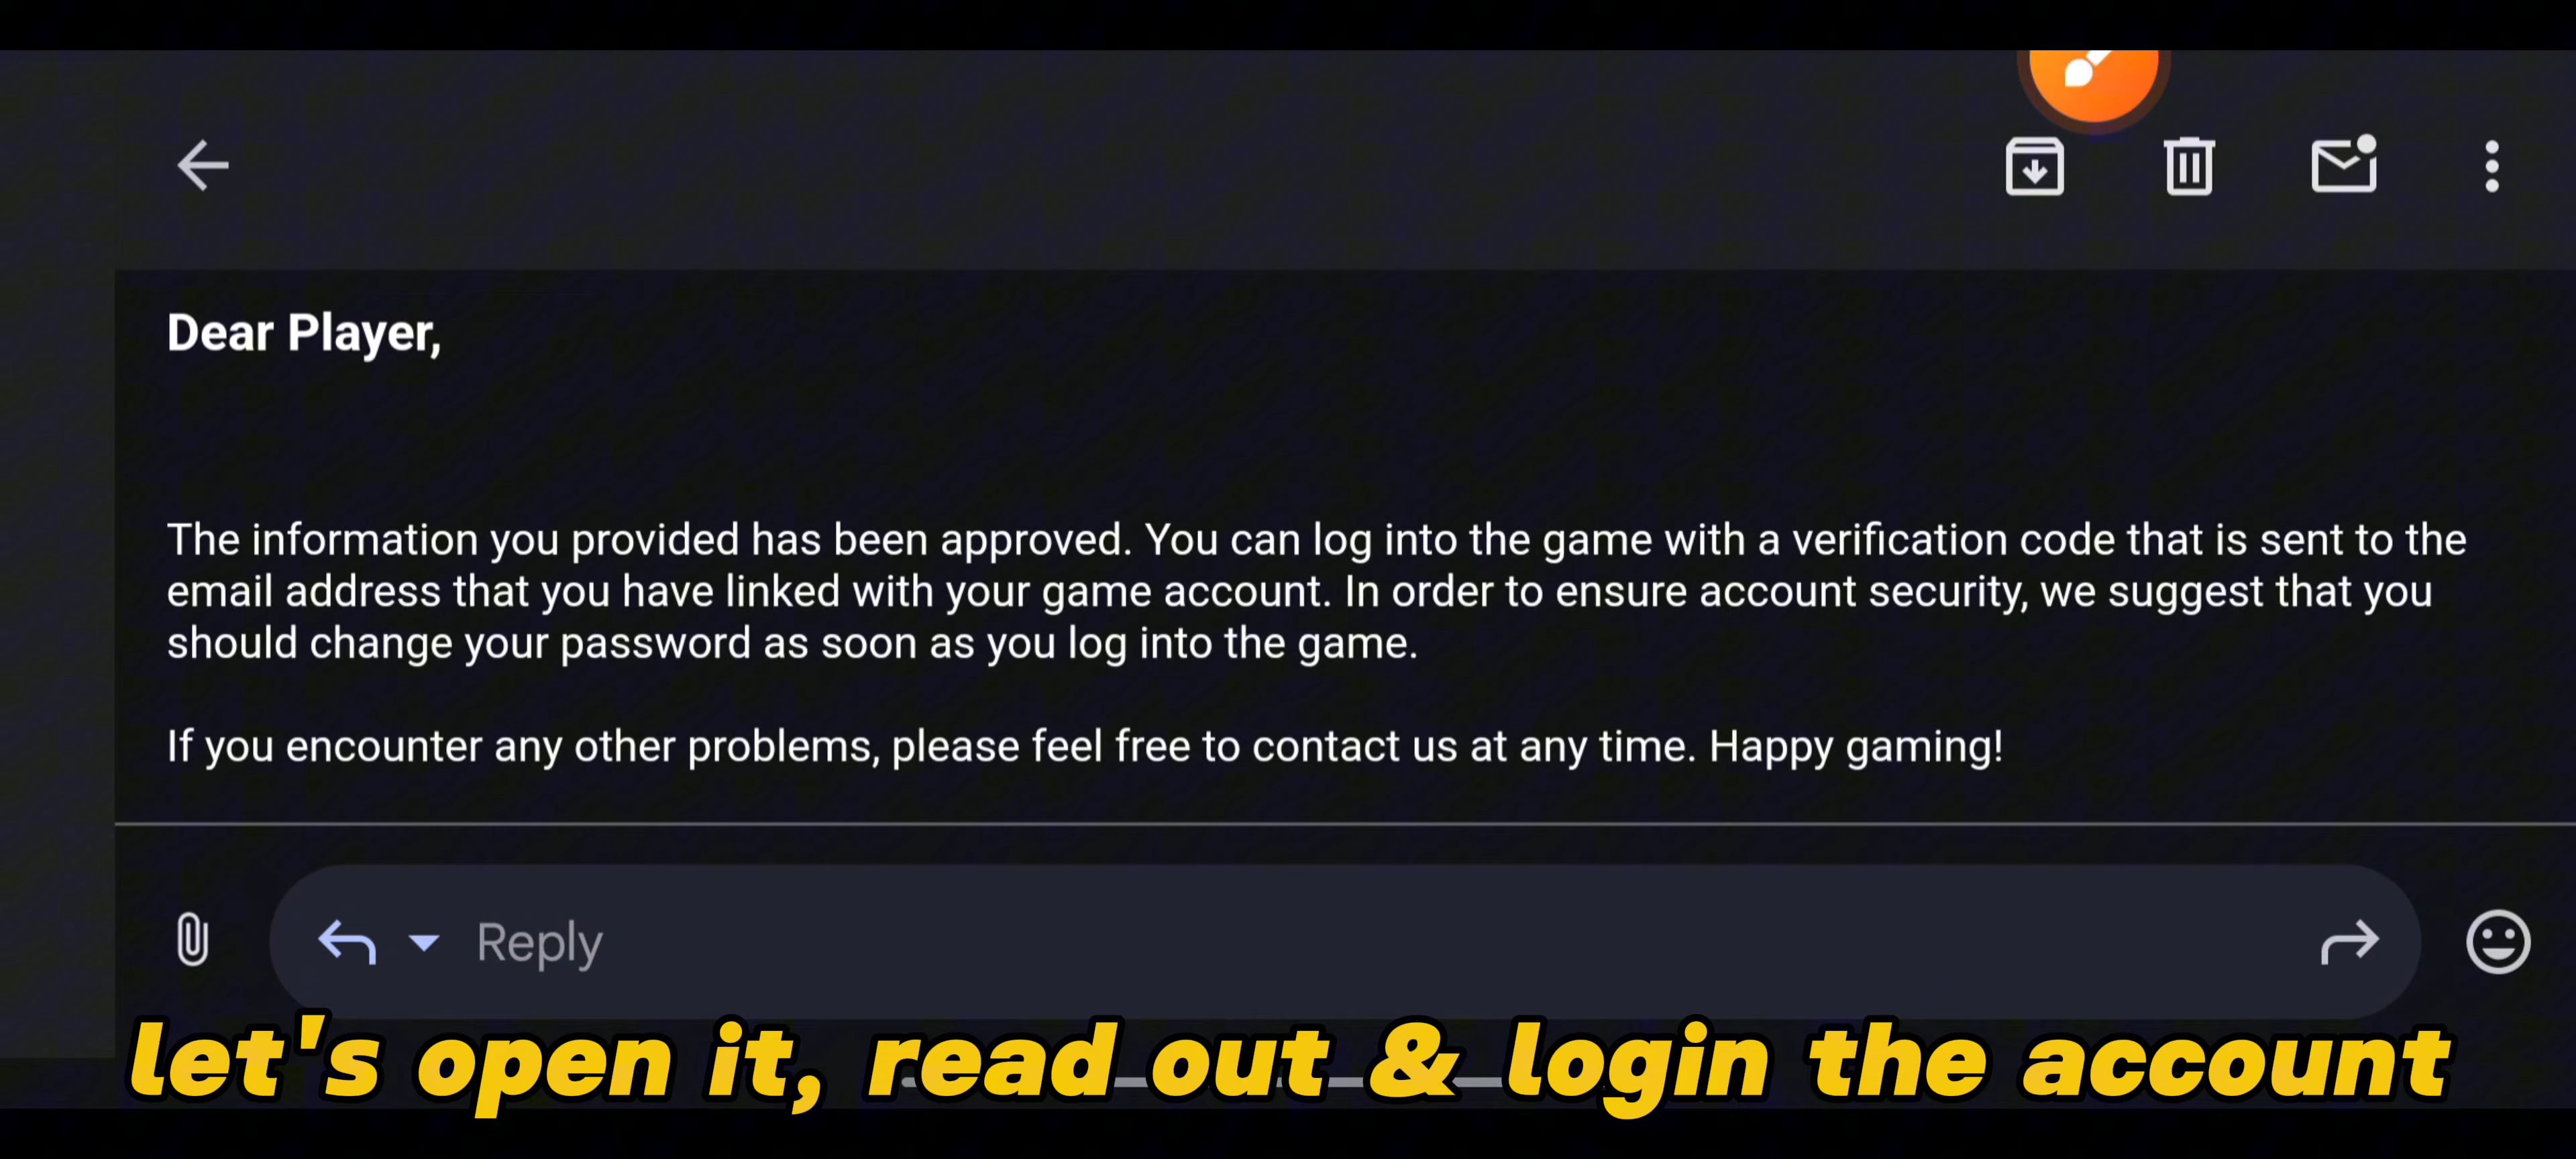 Dear Player,
The information you provided has been approved. You can log into the game with a verification code that is sent to the
email address that you have linked with your game account. In order to ensure account security, we suggest that you
should change your password as soon as you log into the game.
If you encounter any other problems, please feel free to contact us at any time. Happy gaming!
Reply
let's open it, read out & login the account